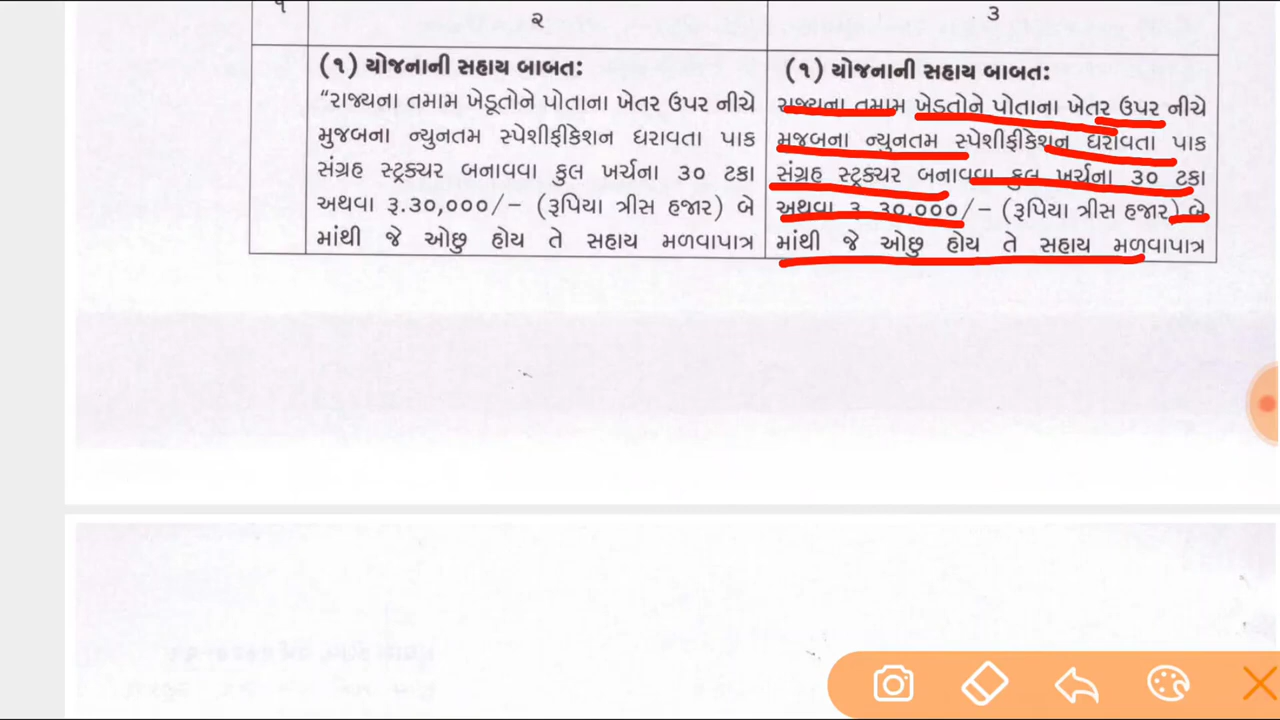 ૧
૨
૩
(૧) યોજનાની સહાય બાબત:
"રાજ્યના તમામ ખેડૂતોને પોતાના ખેતર ઉપર નીચે
મુજબના ન્યુનતમ સ્પેશીફીકેશન ધરાવતા પાક
સંગ્રહ સ્ટ્રક્ચર બનાવવા કુલ ખર્ચના ૩૦ ટકા
અથવા રૂ.૩૦,૦૦૦/- (રૂપિયા ત્રીસ હજાર) બે
માંથી જે ઓછુ હોય તે સહાય મળવાપાત્ર
(૧) યોજનાની સહાય બાબત:
રાજ્યના તમામ ખેડૂતોને પોતાના ખેતર ઉપર નીચે
મુજબના ન્યુનતમ સ્પેશીફીકેશન ધરાવતા પાક
સંગ્રહ સ્ટ્રક્ચર બનાવવા કુલ ખર્ચના ૩૦ ટકા
અથવા રૂ.૩૦,૦૦૦/- (રૂપિયા ત્રીસ હજાર) બે
માંથી જે ઓછુ હોય તે સહાય મળવાપાત્ર